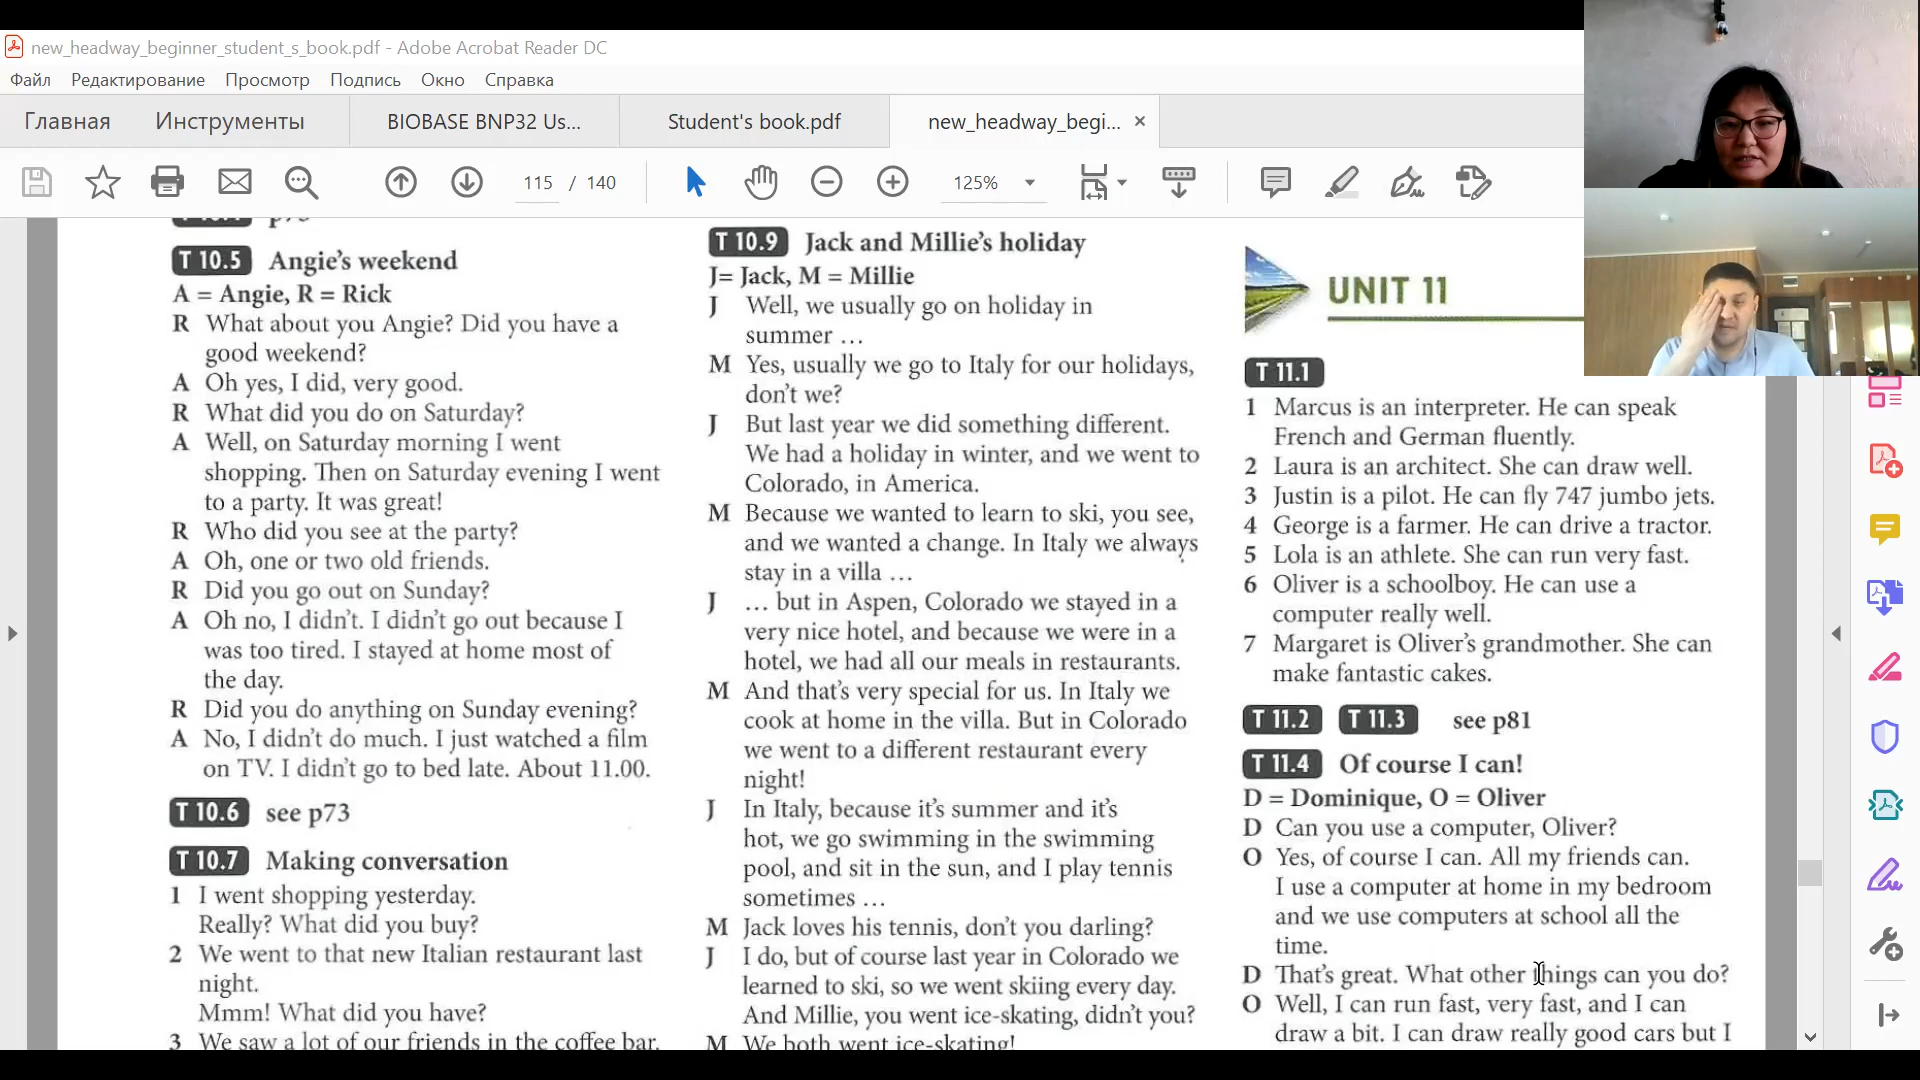 new_headway_beginner_student_s_book.pdf - Adobe Acrobat Reader DC
Файл Редактирование Просмотр Подпись Окно Справка
Главная Инструменты BIOBASE BNP32 Us... Student's book.pdf new_headway_begi... ×
115 / 140 125%
T 10.5 Angie's weekend
A = Angie, R = Rick
R What about you Angie? Did you have a
good weekend?
A Oh yes, I did, very good.
R What did you do on Saturday?
A Well, on Saturday morning I went
shopping. Then on Saturday evening I went
to a party. It was great!
R Who did you see at the party?
A Oh, one or two old friends.
R Did you go out on Sunday?
A Oh no, I didn't. I didn't go out because I
was too tired. I stayed at home most of
the day.
R Did you do anything on Sunday evening?
A No, I didn't do much. I just watched a film
on TV. I didn't go to bed late. About 11.00.
T 10.6 see p73
T 10.7 Making conversation
1 I went shopping yesterday.
Really? What did you buy?
2 We went to that new Italian restaurant last
night.
Mmm! What did you have?
3 We saw a lot of our friends in the coffee bar.
T 10.9 Jack and Millie's holiday
J= Jack, M = Millie
J Well, we usually go on holiday in
summer …
M Yes, usually we go to Italy for our holidays,
don't we?
J But last year we did something different.
We had a holiday in winter, and we went to
Colorado, in America.
M Because we wanted to learn to ski, you see,
and we wanted a change. In Italy we always
stay in a villa …
J … but in Aspen, Colorado we stayed in a
very nice hotel, and because we were in a
hotel, we had all our meals in restaurants.
M And that's very special for us. In Italy we
cook at home in the villa. But in Colorado
we went to a different restaurant every
night!
J In Italy, because it's summer and it's
hot, we go swimming in the swimming
pool, and sit in the sun, and I play tennis
sometimes …
M Jack loves his tennis, don't you darling?
J I do, but of course last year in Colorado we
learned to ski, so we went skiing every day.
And Millie, you went ice-skating, didn't you?
M We both went ice-skating!
UNIT 11
T 11.1
1 Marcus is an interpreter. He can speak
French and German fluently.
2 Laura is an architect. She can draw well.
3 Justin is a pilot. He can fly 747 jumbo jets.
4 George is a farmer. He can drive a tractor.
5 Lola is an athlete. She can run very fast.
6 Oliver is a schoolboy. He can use a
computer really well.
7 Margaret is Oliver's grandmother. She can
make fantastic cakes.
T 11.2 T 11.3 see p81
T 11.4 Of course I can!
D = Dominique, O = Oliver
D Can you use a computer, Oliver?
O Yes, of course I can. All my friends can.
I use a computer at home in my bedroom
and we use computers at school all the
time.
D That's great. What other things can you do?
O Well, I can run fast, very fast, and I can
draw a bit. I can draw really good cars but I